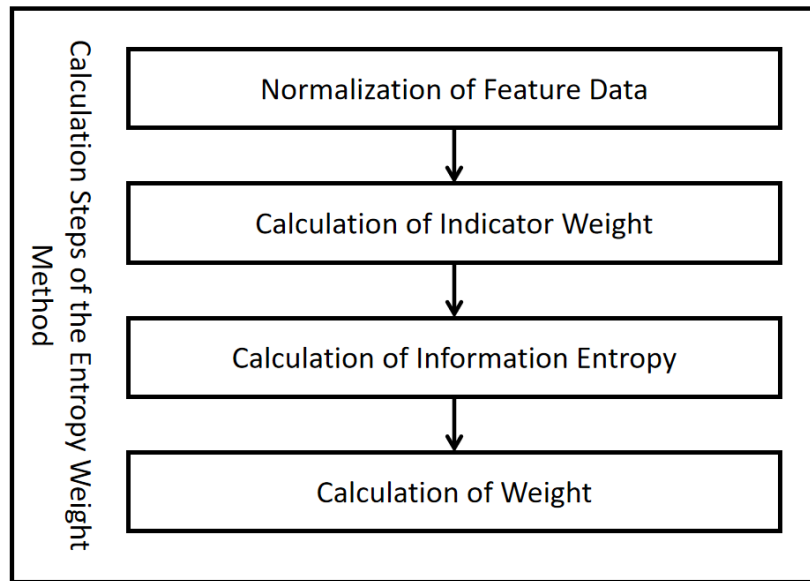 Calculation Steps of the Entropy Weight
Method
Normalization of Feature Data
Calculation of Indicator Weight
Calculation of Information Entropy
Calculation of Weight